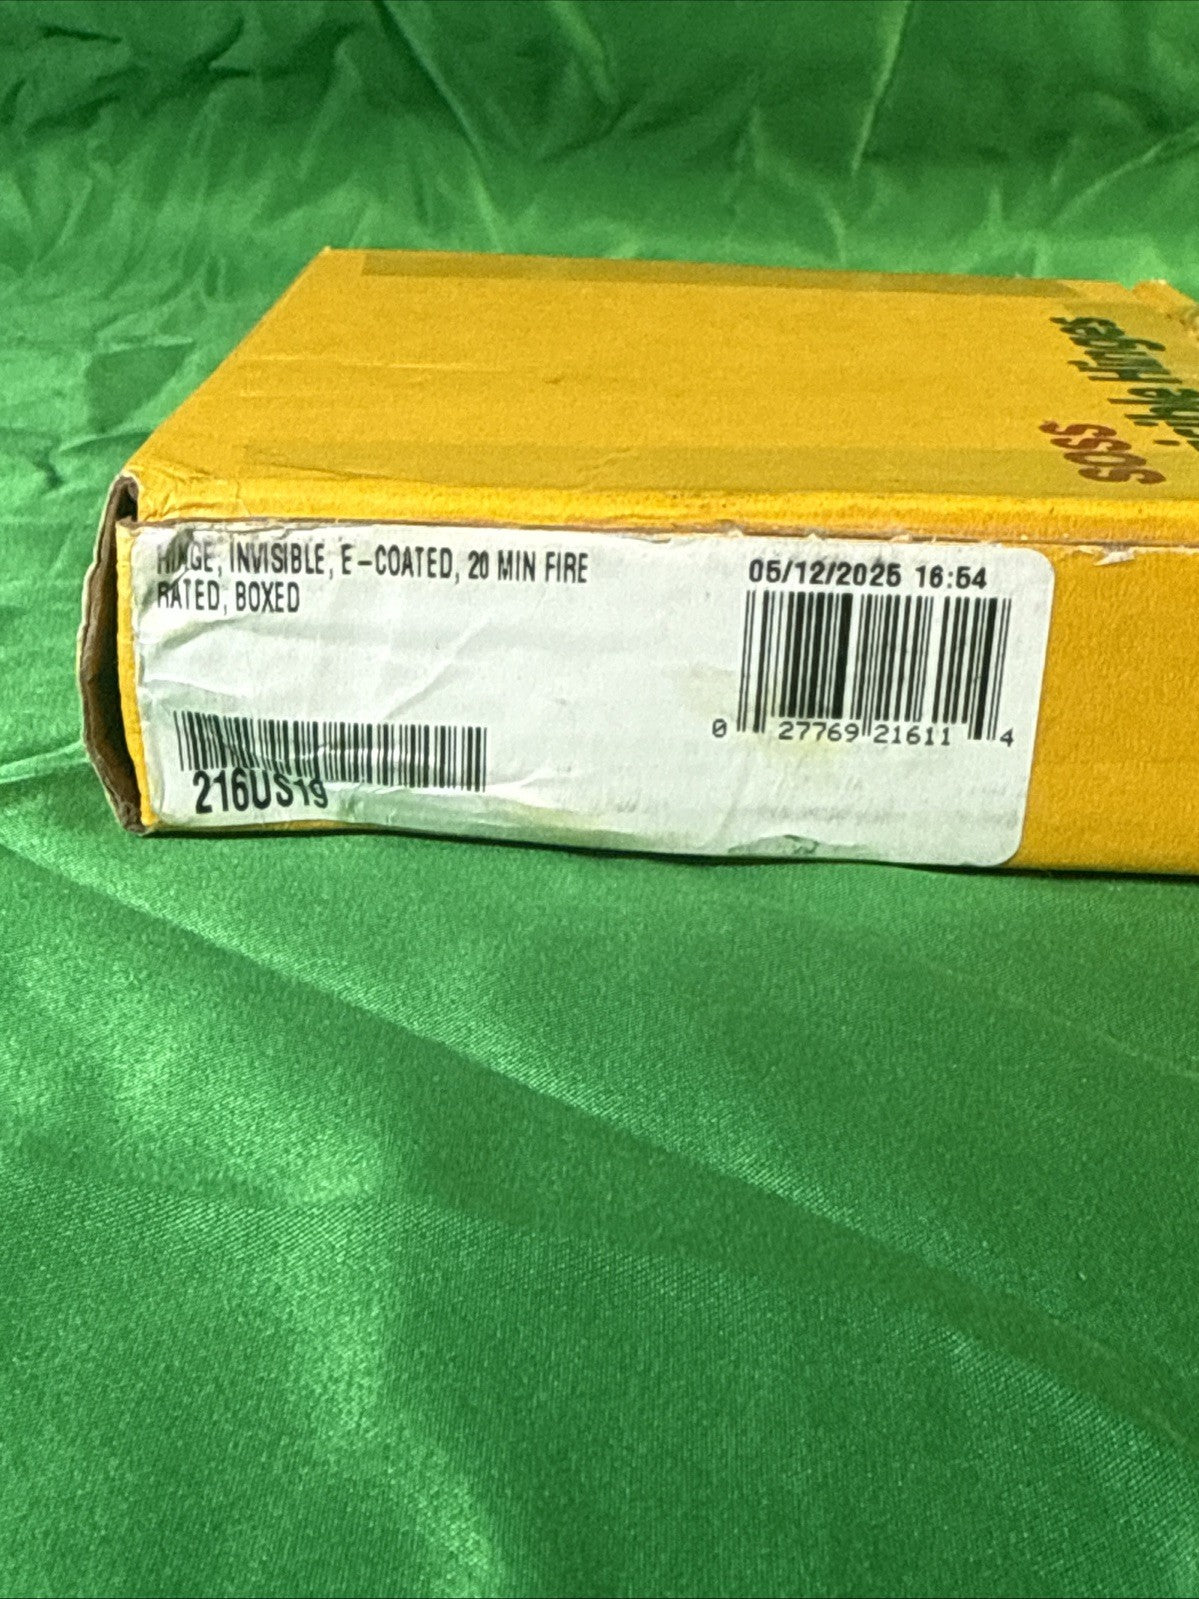 SOSS
Hinges
HINGE, INVISIBLE, E-COATED, 20 MIN FIRE
RATED, BOXED
05/12/2025 16:54
0 27769 21611 4
216US19